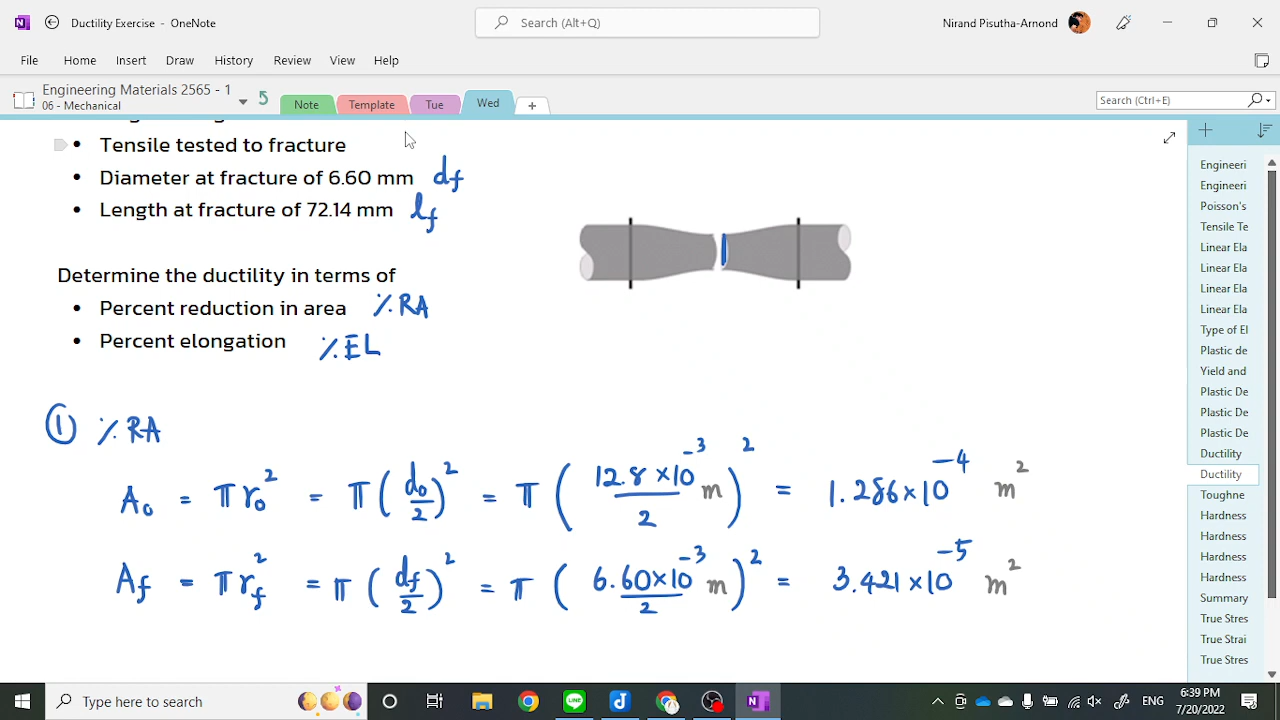 Ductility Exercise - OneNote
Search (Alt+Q)
Nirand Pisutha-Arnond
File Home Insert Draw History Review View Help
Engineering Materials 2565 - 1
06 - Mechanical
Note Template Tue Wed +
Search (Ctrl+E)
• Tensile tested to fracture
• Diameter at fracture of 6.60 mm df
• Length at fracture of 72.14 mm lf
Determine the ductility in terms of
• Percent reduction in area %RA
• Percent elongation %EL
① %RA
A₀ = πr₀² = π(d₀/2)² = π(12.8×10⁻³ m/2)² = 1.286×10⁻⁴ m²
Af = πrf² = π(df/2)² = π(6.60×10⁻³ m/2)² = 3.421×10⁻⁵ m²
Engineeri
Engineeri
Poisson's
Tensile Te
Linear Ela
Linear Ela
Linear Ela
Linear Ela
Type of El
Plastic de
Yield and
Plastic De
Plastic De
Plastic De
Ductility
Ductility
Toughne
Hardness
Hardness
Hardness
Hardness
Summary
True Stres
True Strai
True Stres
Type here to search
ENG
6:39 PM
7/20/2022